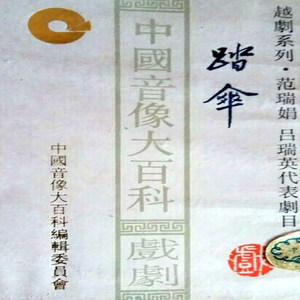 越劇系列·范瑞娟 吕瑞英代表劇目
踏傘
中國音像大百科
戲劇
中國音像大百科編輯委員會